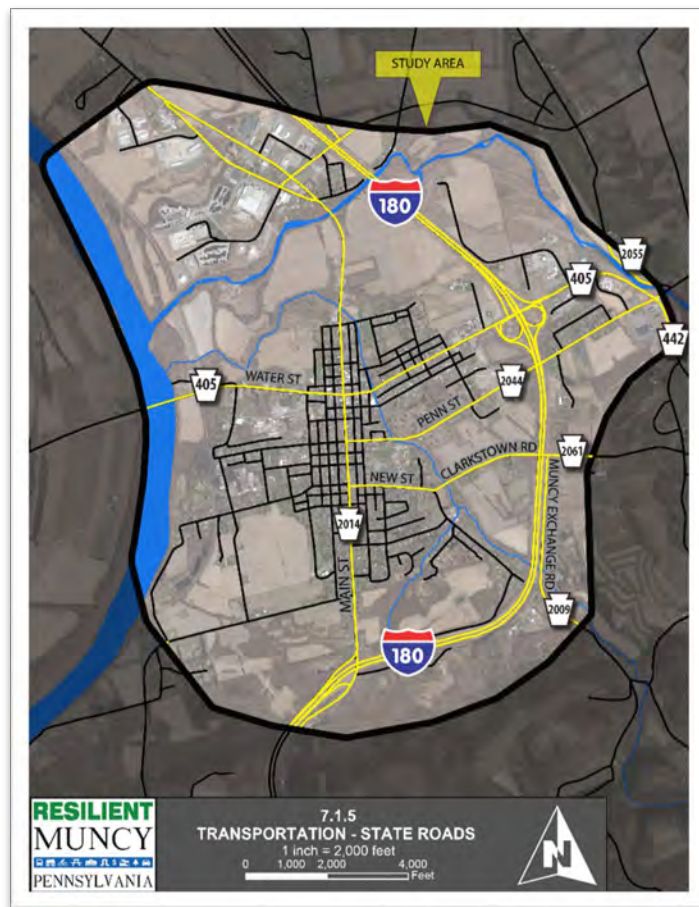 STUDY AREA
180
2055
405
442
WATER ST
405
2044
PENN ST
CLARKSTOWN RD
2061
NEW ST
MUNCY EXCHANGE RD
2014
MAIN ST
2009
180
RESILIENT
MUNCY
PENNSYLVANIA
7.1.5
TRANSPORTATION - STATE ROADS
1 inch = 2,000 feet
0 1,000 2,000 4,000
Feet
N